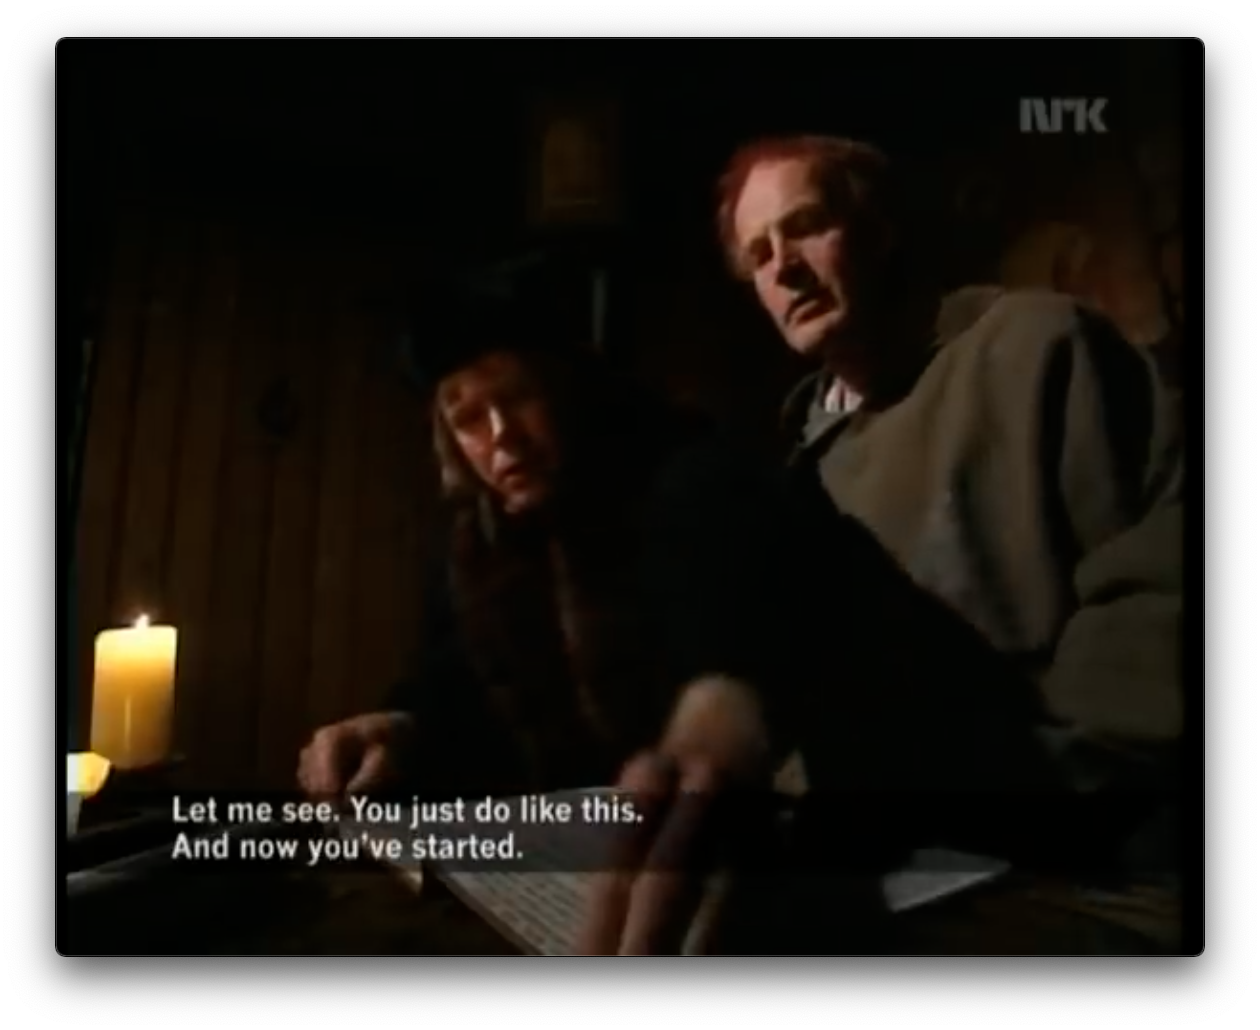 NRK
Let me see. You just do like this.
And now you've started.